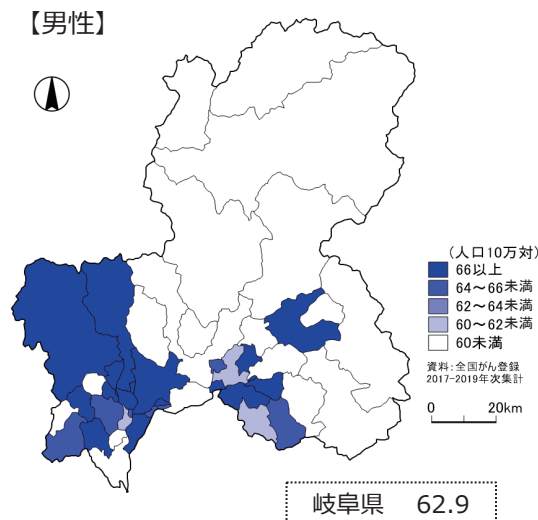 【男性】
(人口10万対)
66以上
64～66未満
62～64未満
60～62未満
60未満
資料:全国がん登録
2017-2019年次集計
0 20km
岐阜県 62.9